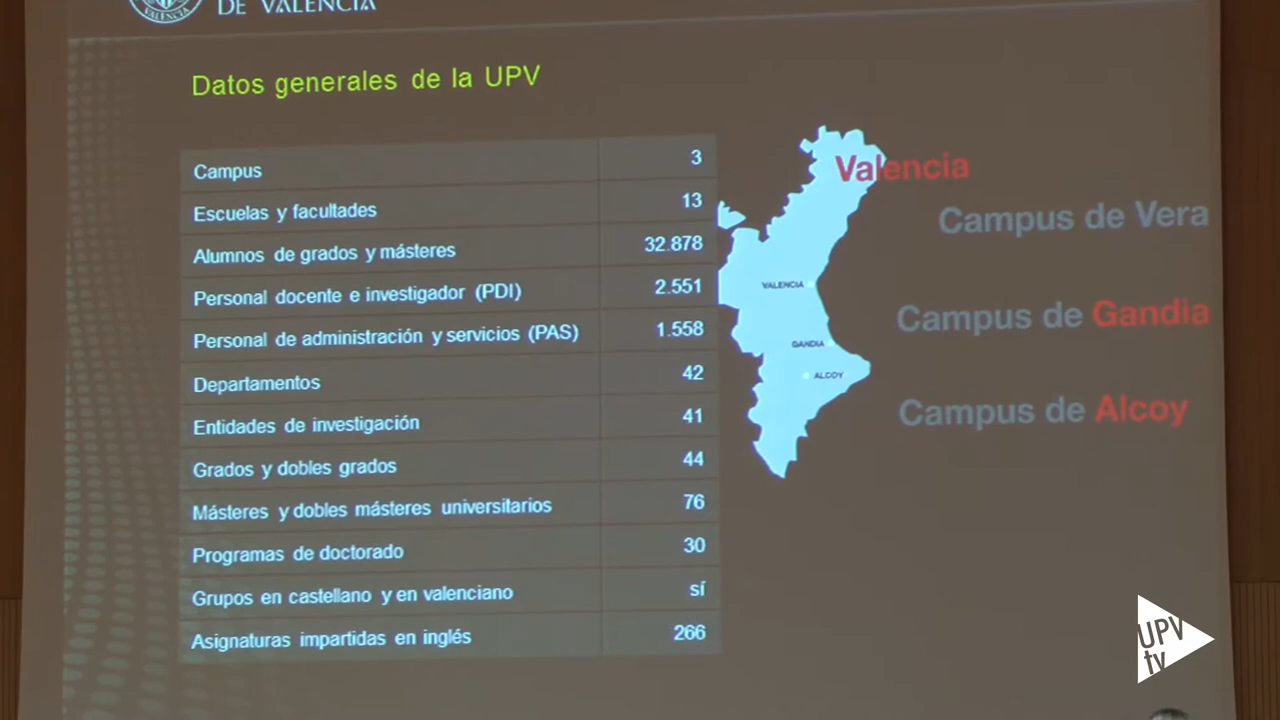 DE VALÈNCIA
Datos generales de la UPV
Campus 3
Escuelas y facultades 13
Alumnos de grados y másteres 32.878
Personal docente e investigador (PDI) 2.551
Personal de administración y servicios (PAS) 1.558
Departamentos 42
Entidades de investigación 41
Grados y dobles grados 44
Másteres y dobles másteres universitarios 76
Programas de doctorado 30
Grupos en castellano y en valenciano sí
Asignaturas impartidas en inglés 266
Valencia
Campus de Vera
VALENCIA
Campus de Gandia
GANDIA
ALCOY
Campus de Alcoy
UPV
tv